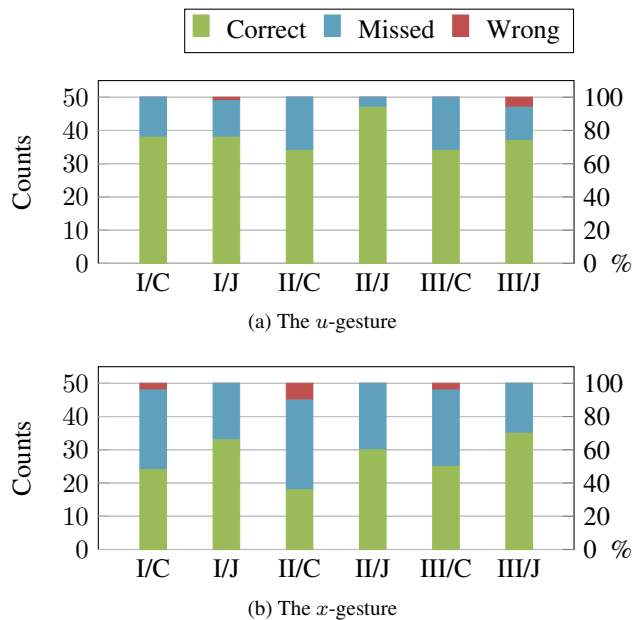 Correct Missed Wrong
50 100
40 80
30 60
20 40
10 20
0 0 %
Counts
I/C I/J II/C II/J III/C III/J
(a) The u-gesture
50 100
40 80
30 60
20 40
10 20
0 0 %
Counts
I/C I/J II/C II/J III/C III/J
(b) The x-gesture